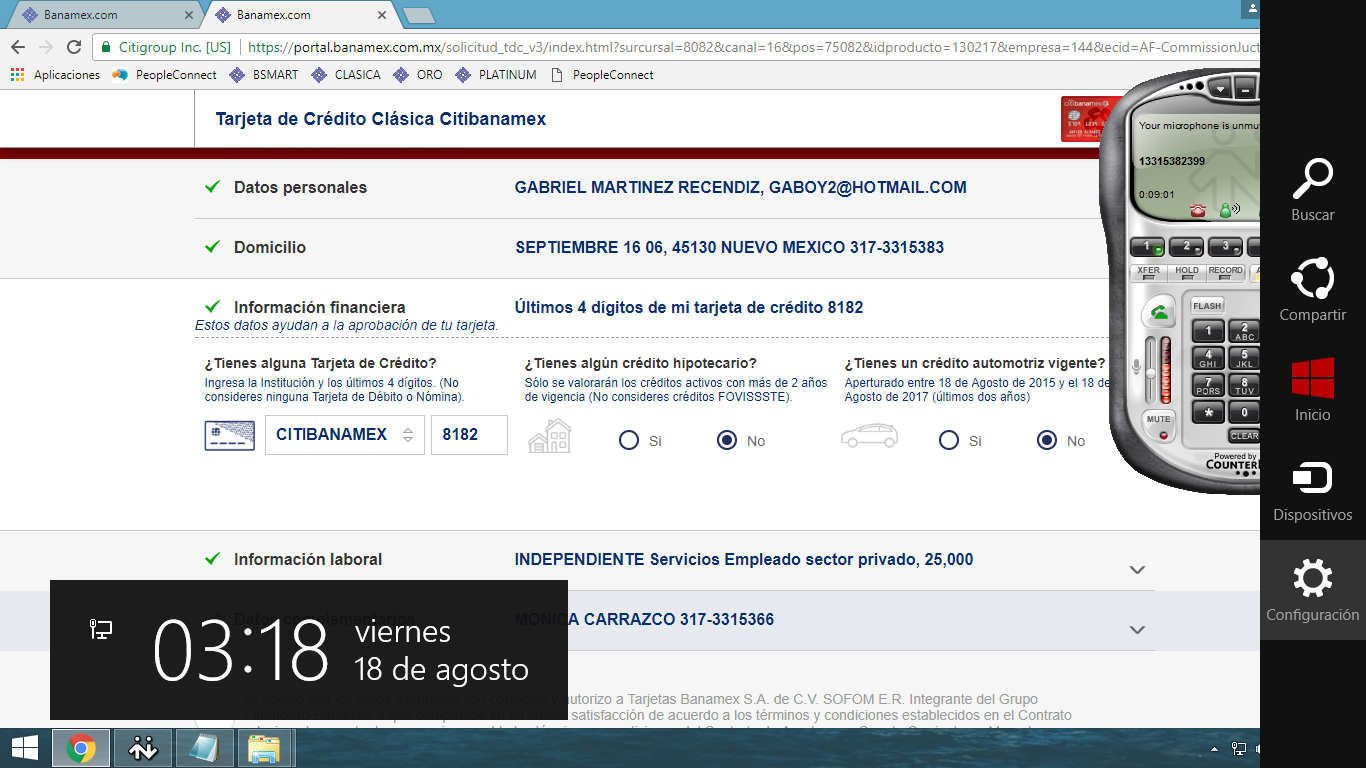 Banamex.com
Banamex.com
Citigroup Inc. [US] https://portal.banamex.com.mx/solicitud_tdc_v3/index.html?surcursal=8082&canal=16&pos=75082&idproducto=130217&empresa=144&ecid=AF-CommissionJuct
Aplicaciones PeopleConnect BSMART CLASICA ORO PLATINUM PeopleConnect
Tarjeta de Crédito Clásica Citibanamex
citibanamex
Your microphone is unmu
13315382399
0:09:01
1 2 3
XFER HOLD RECORD
FLASH
1 2 ABC
4 GHI 5 JKL
7 PQRS 8 TUV
* 0
MUTE CLEAR
Powered by
COUNTER
Datos personales GABRIEL MARTINEZ RECENDIZ, GABOY2@HOTMAIL.COM
Domicilio SEPTIEMBRE 16 06, 45130 NUEVO MEXICO 317-3315383
Información financiera Últimos 4 dígitos de mi tarjeta de crédito 8182
Estos datos ayudan a la aprobación de tu tarjeta.
¿Tienes alguna Tarjeta de Crédito?
Ingresa la Institución y los últimos 4 dígitos. (No
consideres ninguna Tarjeta de Débito o Nómina).
CITIBANAMEX 8182
¿Tienes algún crédito hipotecario?
Sólo se valorarán los créditos activos con más de 2 años
de vigencia (No consideres créditos FOVISSSTE).
Si No
¿Tienes un crédito automotriz vigente?
Aperturado entre 18 de Agosto de 2015 y el 18 de
Agosto de 2017 (últimos dos años)
Si No
Información laboral INDEPENDIENTE Servicios Empleado sector privado, 25,000
Datos complementarios MONICA CARRAZCO 317-3315366
autorizo a Tarjetas Banamex S.A. de C.V. SOFOM E.R. Integrante del Grupo
satisfacción de acuerdo a los términos y condiciones establecidos en el Contrato
03:18 viernes
18 de agosto
Buscar
Compartir
Inicio
Dispositivos
Configuración